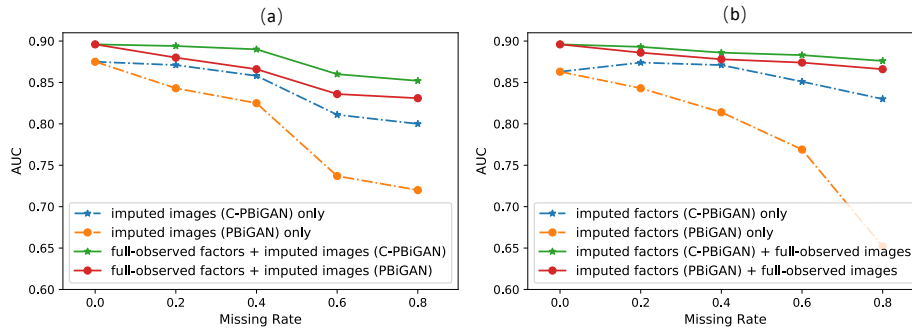 (a)
0.90
0.85
0.80
0.75
0.70
0.65
0.60
AUC
imputed images (C-PBiGAN) only
imputed images (PBiGAN) only
full-observed factors + imputed images (C-PBiGAN)
full-observed factors + imputed images (PBiGAN)
0.0 0.2 0.4 0.6 0.8
Missing Rate
(b)
0.90
0.85
0.80
0.75
0.70
0.65
0.60
AUC
imputed factors (C-PBiGAN) only
imputed factors (PBiGAN) only
imputed factors (C-PBiGAN) + full-observed images
imputed factors (PBiGAN) + full-observed images
0.0 0.2 0.4 0.6 0.8
Missing Rate